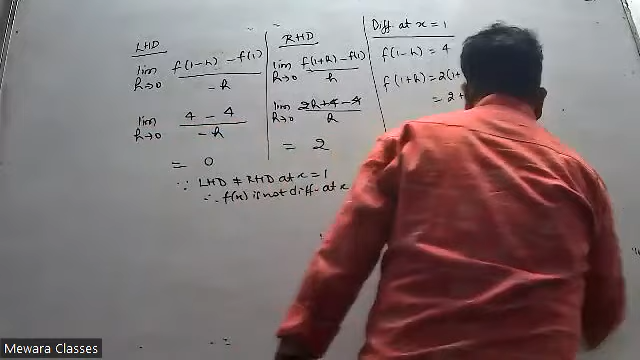 LHD
lim h→0 f(1-h) - f(1) / -h
lim h→0 4 - 4 / -h
= 0
∵ LHD ≠ RHD at x = 1
∴ f(x) is not diff. at x
RHD
lim h→0 f(1+h) - f(1) / h
lim h→0 2h+4-4 / h
= 2
Diff. at x = 1
f(1-h) = 4
f(1+h) = 2(1+
= 2+
Mewara Classes